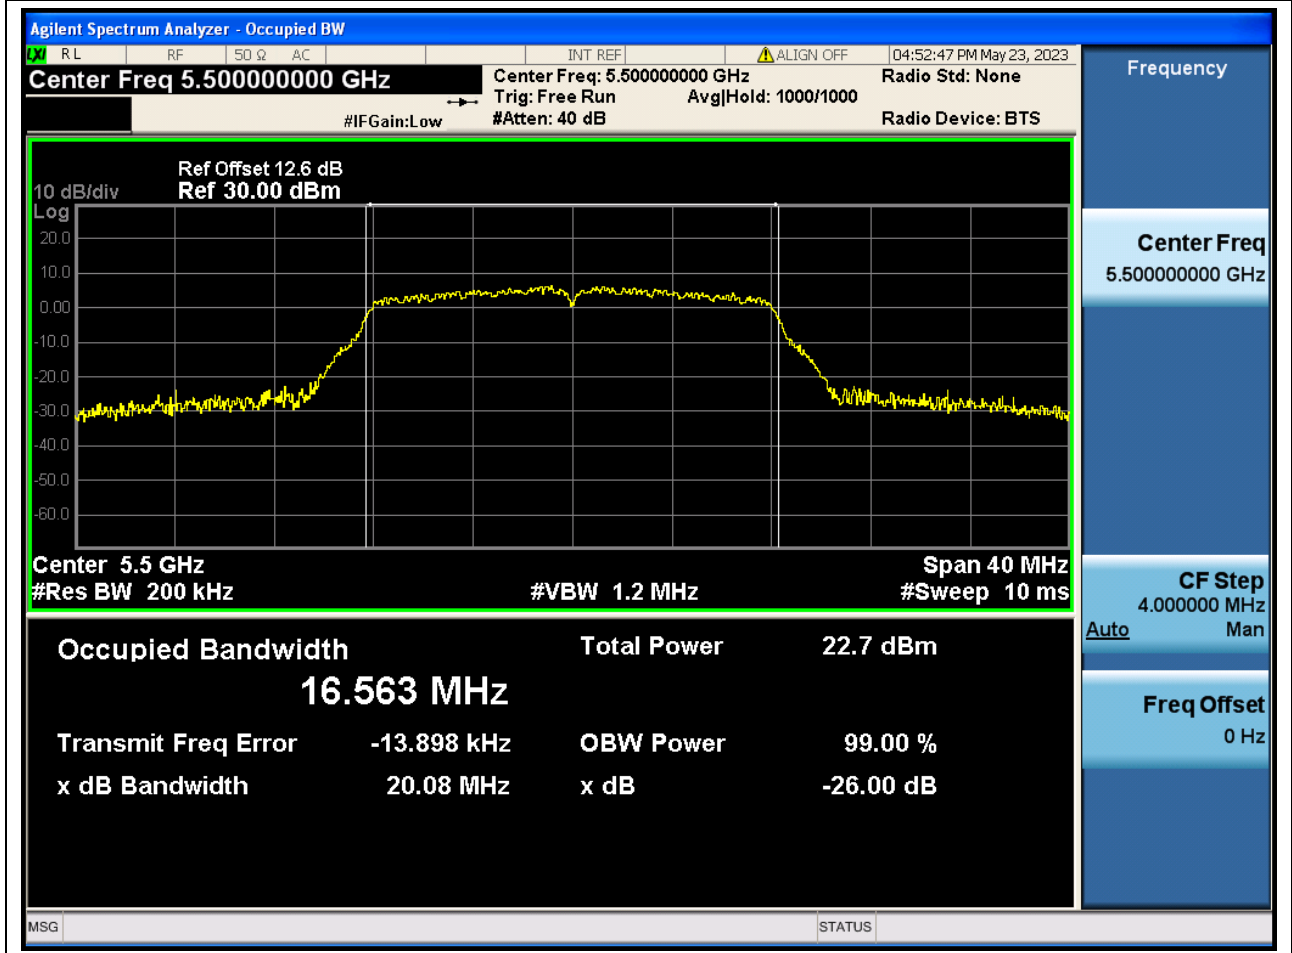 Agilent Spectrum Analyzer - Occupied BW
LXI RL RF 50 Ω AC INT REF ALIGN OFF 04:52:47 PM May 23, 2023
Center Freq 5.500000000 GHz
Center Freq: 5.500000000 GHz Radio Std: None
Trig: Free Run Avg|Hold: 1000/1000
#IFGain:Low #Atten: 40 dB Radio Device: BTS
Ref Offset 12.6 dB
10 dB/div Ref 30.00 dBm
Log
20.0
10.0
0.00
-10.0
-20.0
-30.0
-40.0
-50.0
-60.0
Center 5.5 GHz Span 40 MHz
#Res BW 200 kHz #VBW 1.2 MHz #Sweep 10 ms
Occupied Bandwidth Total Power 22.7 dBm
16.563 MHz
Transmit Freq Error -13.898 kHz OBW Power 99.00 %
x dB Bandwidth 20.08 MHz x dB -26.00 dB
MSG STATUS
Frequency
Center Freq
5.500000000 GHz
CF Step
4.000000 MHz
Auto Man
Freq Offset
0 Hz